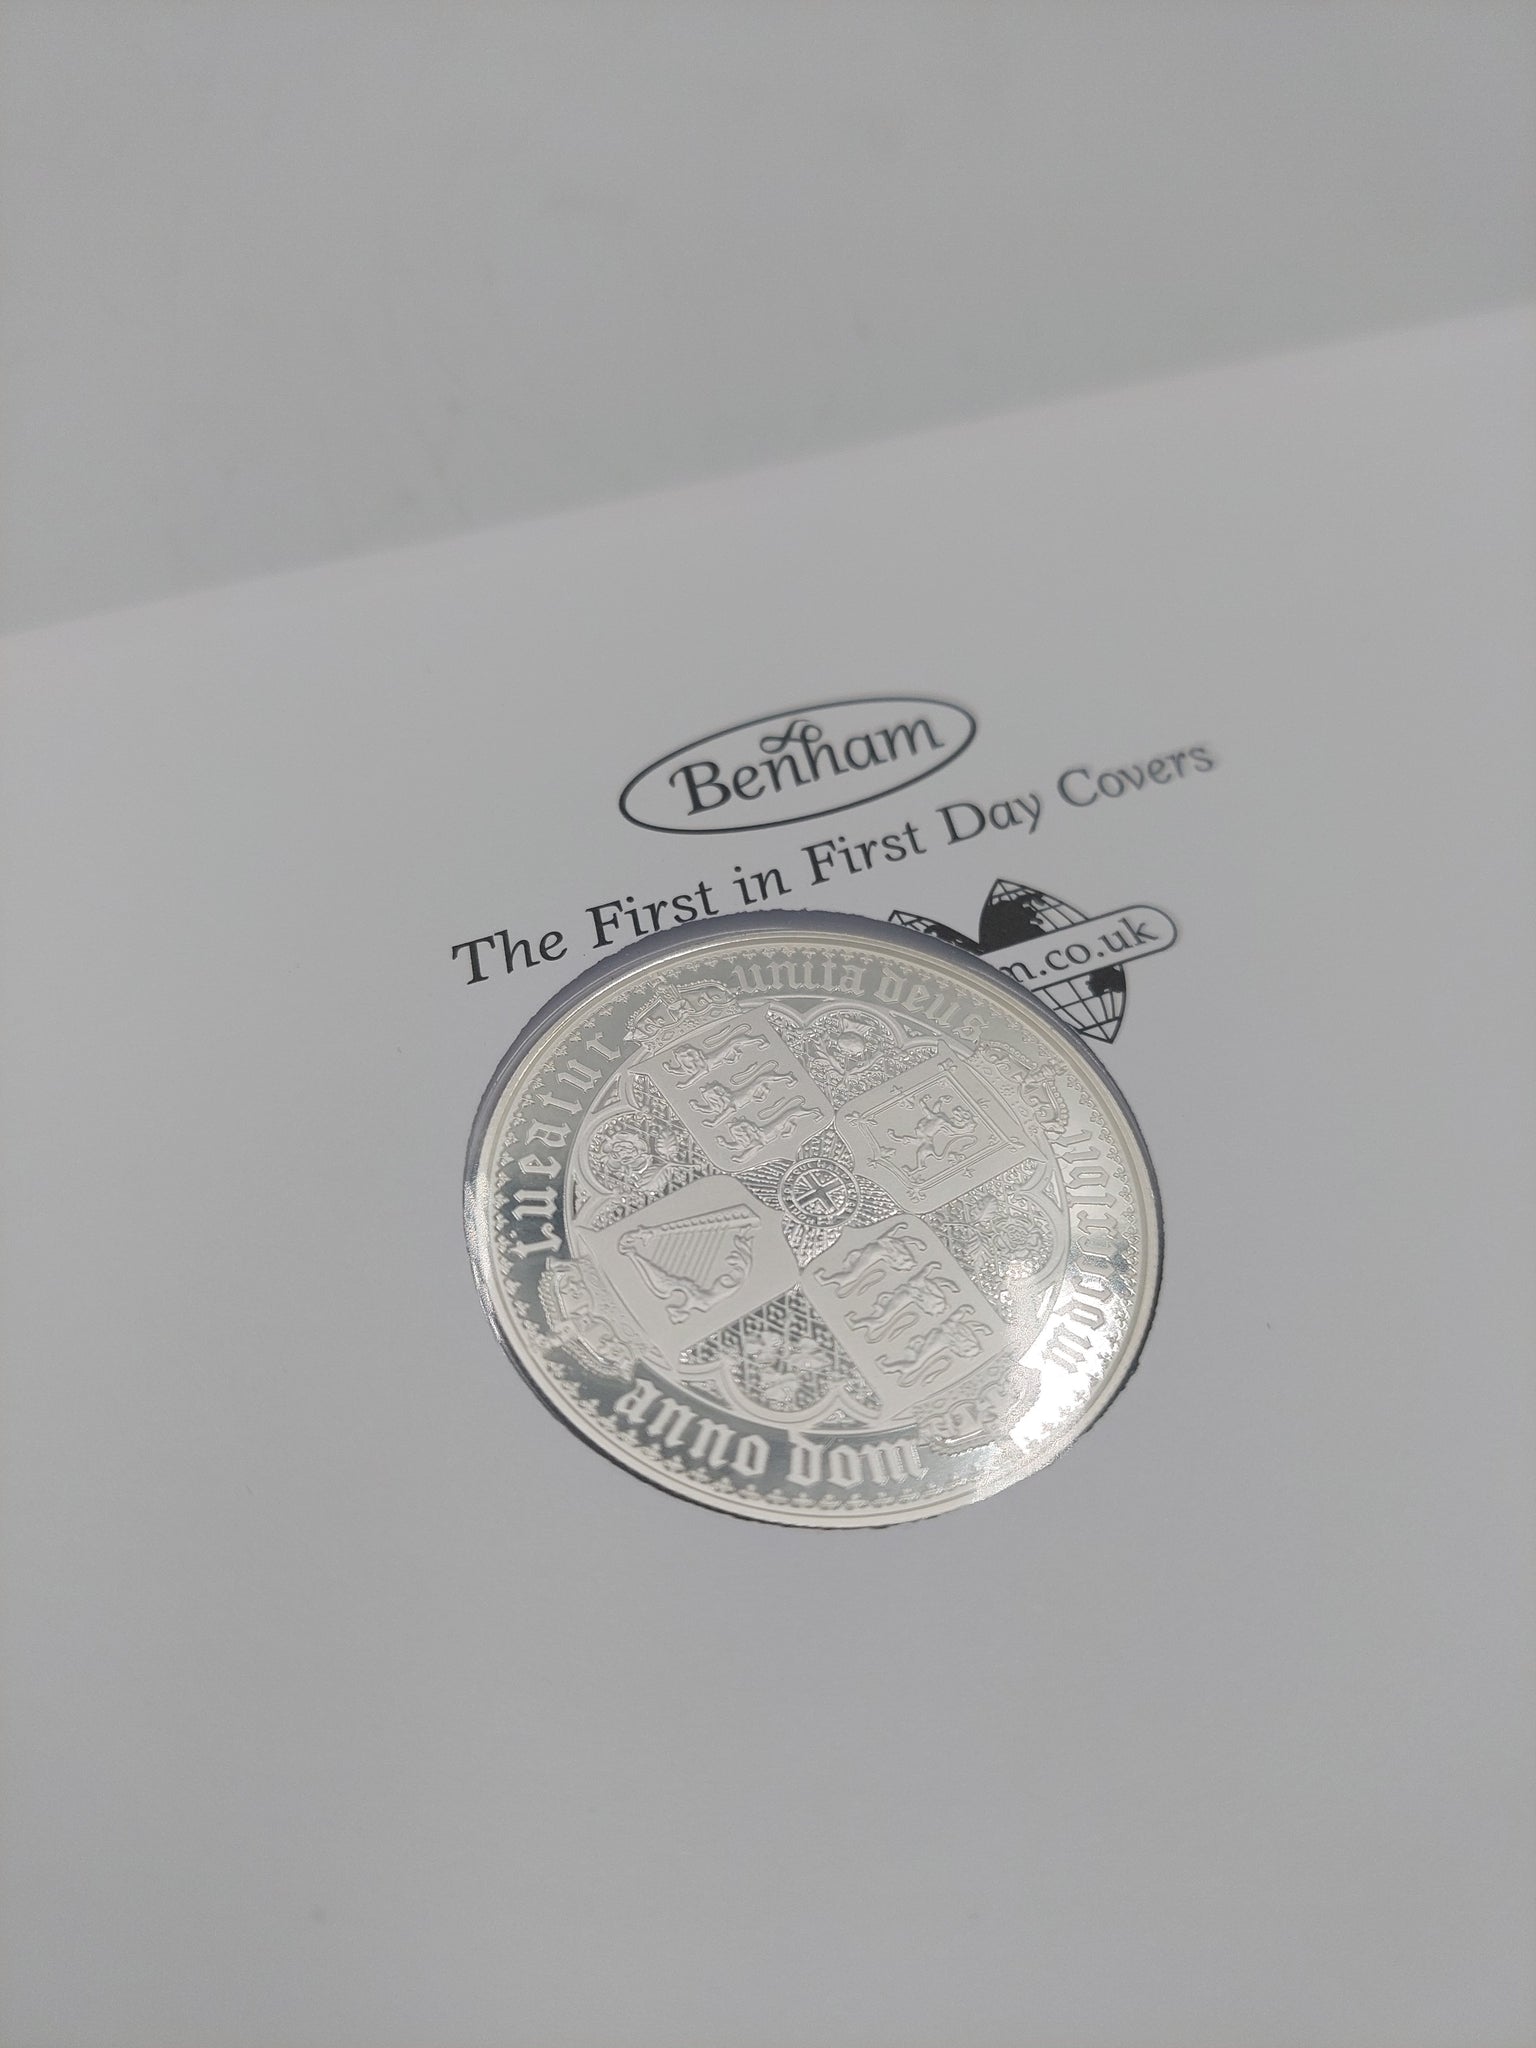 Benham
The First in First Day Covers
m.co.uk
tueatur unita deus
anno dom